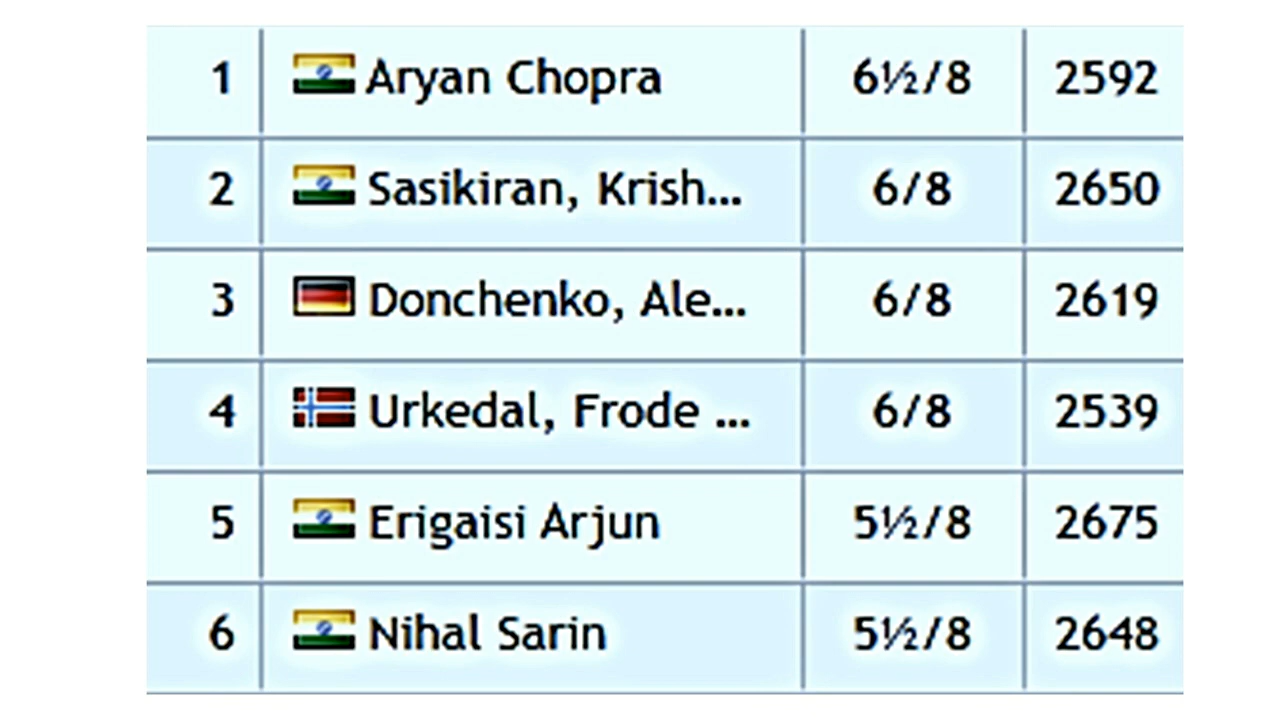 1 Aryan Chopra 6½/8 2592
2 Sasikiran, Krish... 6/8 2650
3 Donchenko, Ale... 6/8 2619
4 Urkedal, Frode ... 6/8 2539
5 Erigaisi Arjun 5½/8 2675
6 Nihal Sarin 5½/8 2648